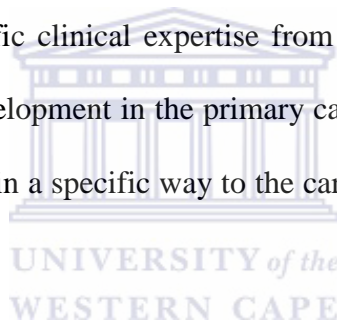 fic clinical expertise from
elopment in the primary ca
in a specific way to the car
UNIVERSITY of the
WESTERN CAPE